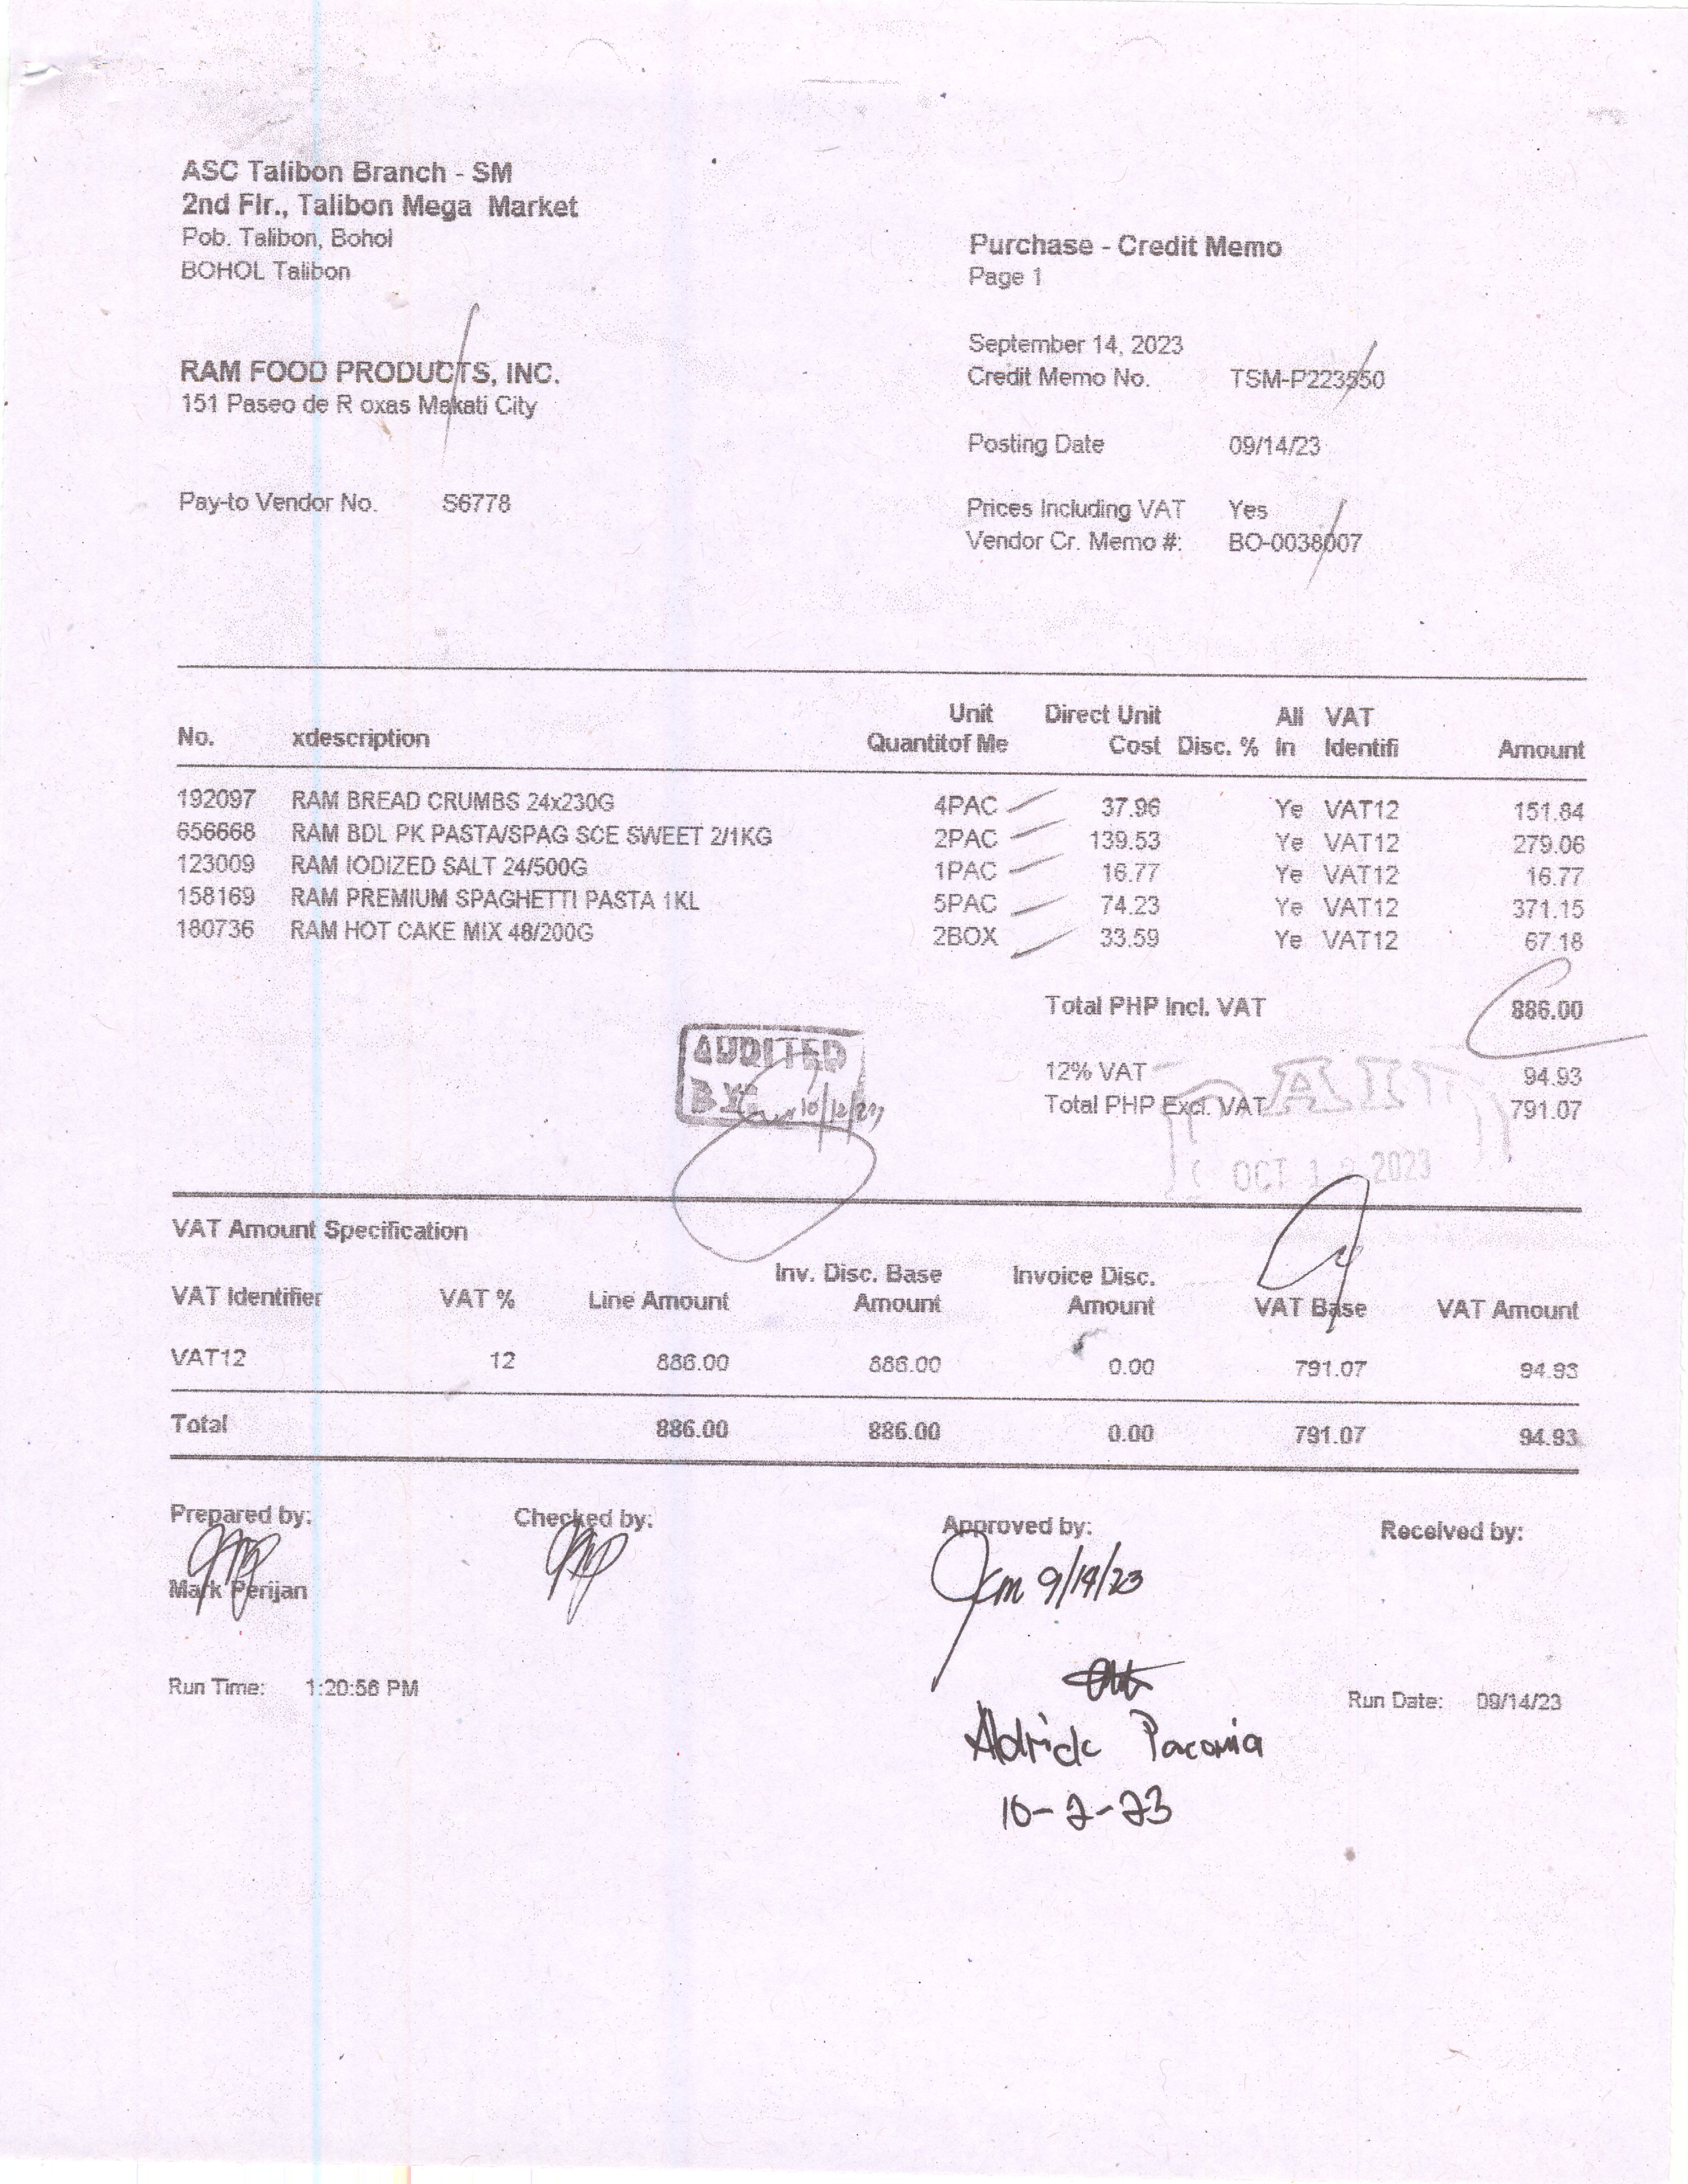 ASC Talibon Branch - SM
2nd Flr., Talibon Mega Market
Pob. Talibon, Bohol
BOHOL Talibon
Purchase - Credit Memo
Page 1
RAM FOOD PRODUCTS, INC.
151 Paseo de R oxas Makati City
September 14, 2023
Credit Memo No. TSM-P223550
Posting Date 09/14/23
Pay-to Vendor No. S6778
Prices Including VAT Yes
Vendor Cr. Memo #: BO-0038007
Unit Direct Unit All VAT
No. xdescription Quantitof Me Cost Disc. % In Identifi Amount
192097 RAM BREAD CRUMBS 24x230G 4PAC 37.96 Ye VAT12 151.84
656668 RAM BDL PK PASTA/SPAG SCE SWEET 2/1KG 2PAC 139.53 Ye VAT12 279.06
123009 RAM IODIZED SALT 24/500G 1PAC 16.77 Ye VAT12 16.77
158169 RAM PREMIUM SPAGHETTI PASTA 1KL 5PAC 74.23 Ye VAT12 371.15
180736 RAM HOT CAKE MIX 48/200G 2BOX 33.59 Ye VAT12 67.18
Total PHP Incl. VAT 886.00
AUDITED
BY: 10/12/23
12% VAT 94.93
Total PHP Excl. VAT 791.07
OCT 2023
VAT Amount Specification
Inv. Disc. Base Invoice Disc.
VAT Identifier VAT % Line Amount Amount Amount VAT Base VAT Amount
VAT12 12 886.00 886.00 0.00 791.07 94.93
Total 886.00 886.00 0.00 791.07 94.93
Prepared by: Checked by: Approved by: Received by:
Mark Perijan
9/14/23
Run Time: 1:20:56 PM
Run Date: 09/14/23
Adrick Paconia
10-2-23